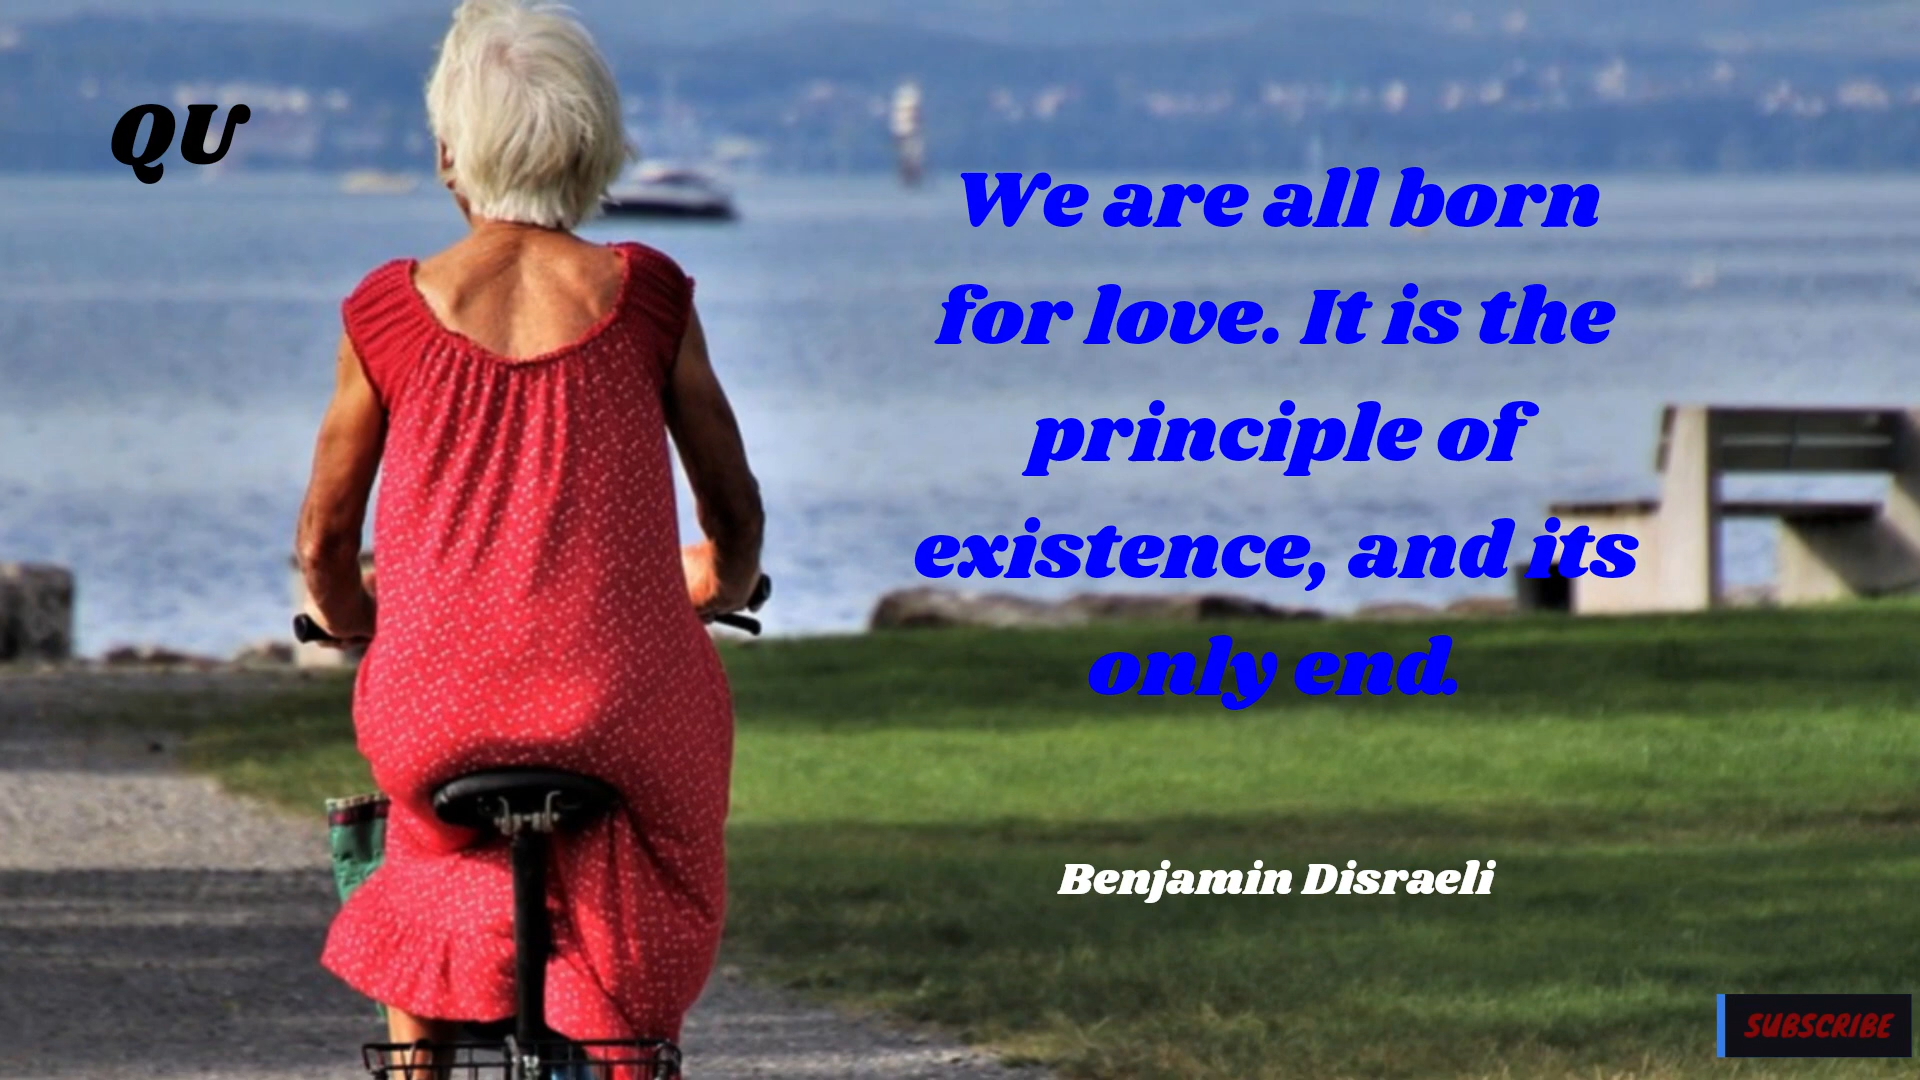 QU
We are all born
for love. It is the
principle of
existence, and its
only end.
Benjamin Disraeli
SUBSCRIBE